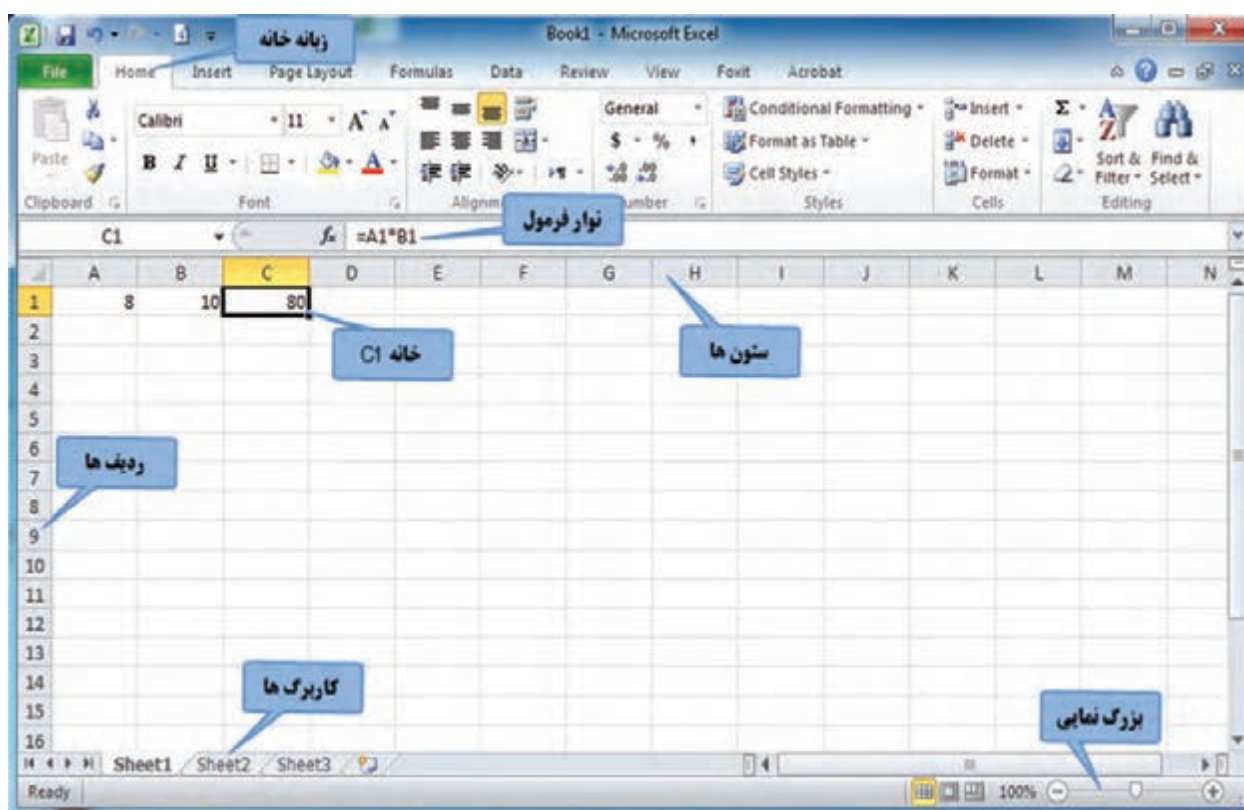 Book1 - Microsoft Excel
زبانه خانه
File Home Insert Page Layout Formulas Data Review View Foxit Acrobat
Calibri 11 General Conditional Formatting Insert
Paste B I U $ % , Format as Table Delete
Cell Styles Format
Sort & Filter Find & Select
Clipboard Font Number Styles Cells Editing
نوار فرمول
C1 fx =A1*B1
A B C D E F G H I J K L M N
1 8 10 80
2
خانه C1
ستون ها
3
4
5
6
ردیف ها
7
8
9
10
11
12
13
14
کاربرگ ها
15
بزرگ نمایی
16
Sheet1 Sheet2 Sheet3
Ready 100%